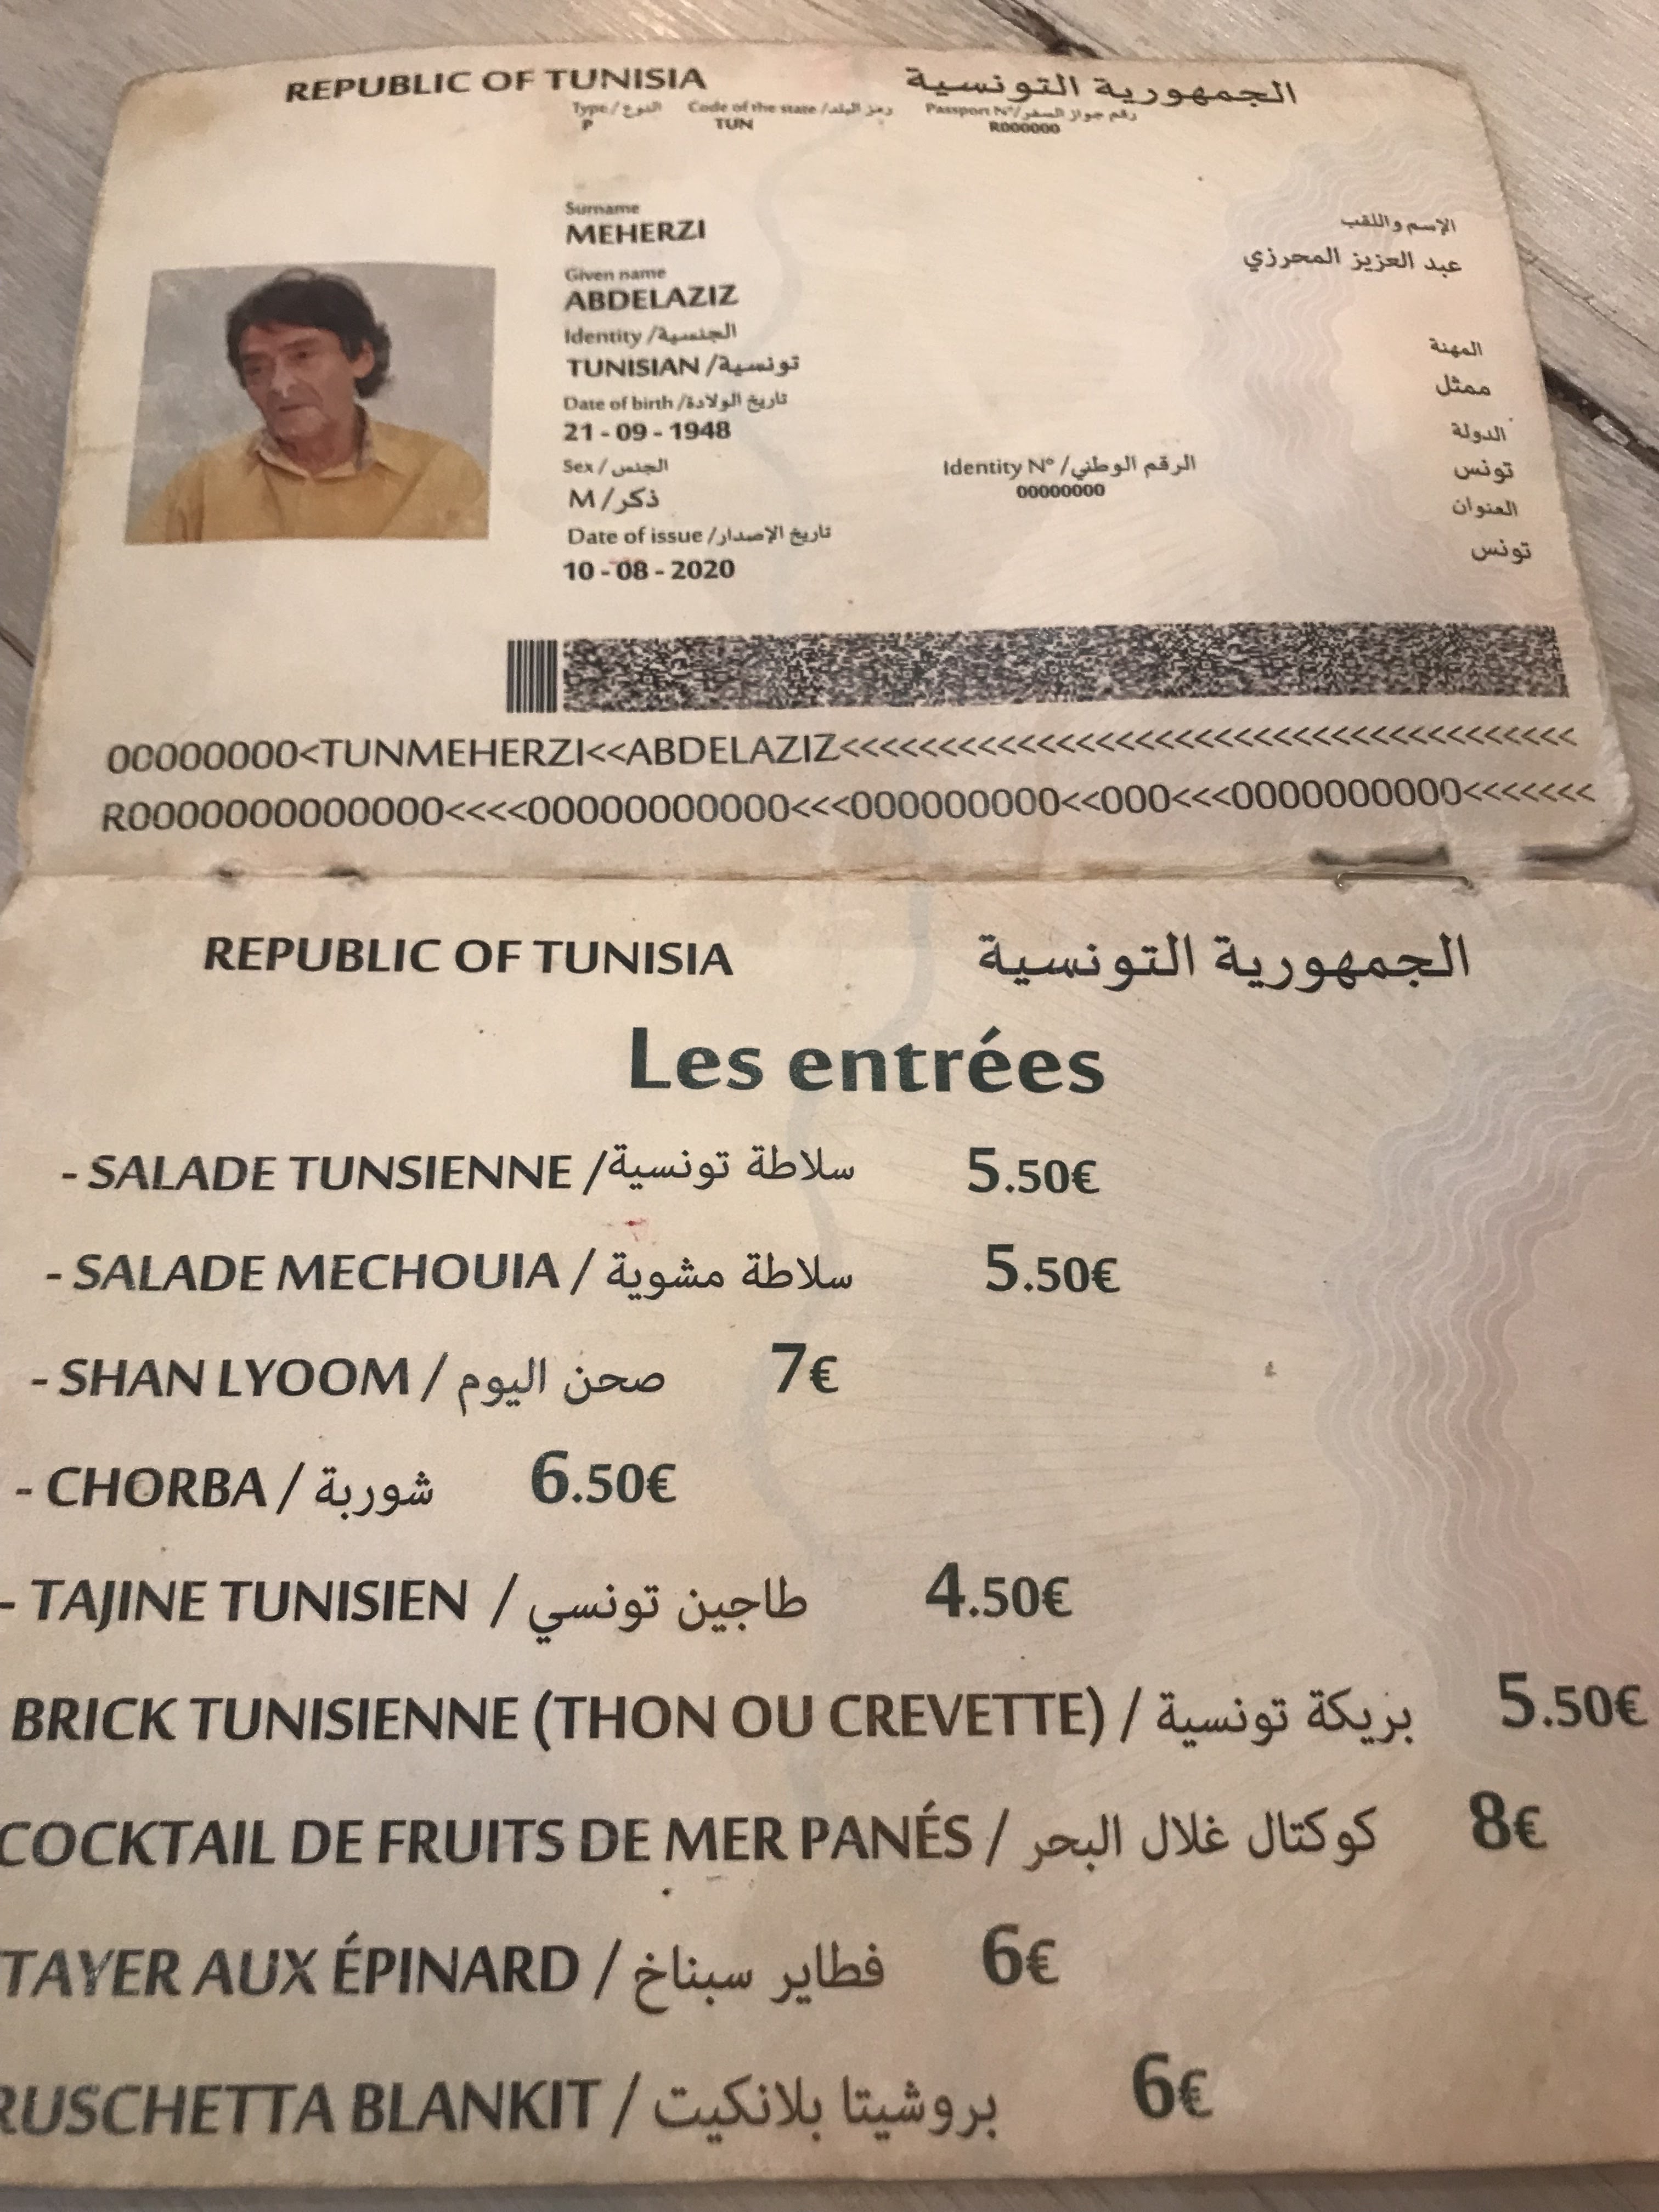 REPUBLIC OF TUNISIA الجمهورية التونسية
Type / النوع Code of the state / رمز البلد Passport N°/ رقم جواز السفر
P TUN R000000
Surname
MEHERZI
الإسم واللقب
عبد العزيز المحرزي
Given name
ABDELAZIZ
Identity / الجنسية
TUNISIAN / تونسية
المهنة
ممثل
Date of birth / تاريخ الولادة
21 - 09 - 1948
الدولة
تونس
Sex / الجنس
M / ذكر
Identity N° / الرقم الوطني
00000000
العنوان
تونس
Date of issue / تاريخ الإصدار
10 - 08 - 2020
00000000<TUNMEHERZI<<ABDELAZIZ<<<<<<<<<<<<<<<<<<<<<<<<<<<<<<<<<<<<<
R0000000000000<<<<00000000000<<<000000000<<000<<<0000000000<<<<<<<
REPUBLIC OF TUNISIA الجمهورية التونسية
Les entrées
- SALADE TUNSIENNE / سلاطة تونسية 5.50€
- SALADE MECHOUIA / سلاطة مشوية 5.50€
- SHAN LYOOM / صحن اليوم 7€
- CHORBA / شوربة 6.50€
- TAJINE TUNISIEN / طاجين تونسي 4.50€
BRICK TUNISIENNE (THON OU CREVETTE) / بريكة تونسية 5.50€
COCKTAIL DE FRUITS DE MER PANÉS / كوكتال غلال البحر 8€
TAYER AUX ÉPINARD / فطاير سبناخ 6€
RUSCHETTA BLANKIT / بروشيتا بلانكيت 6€